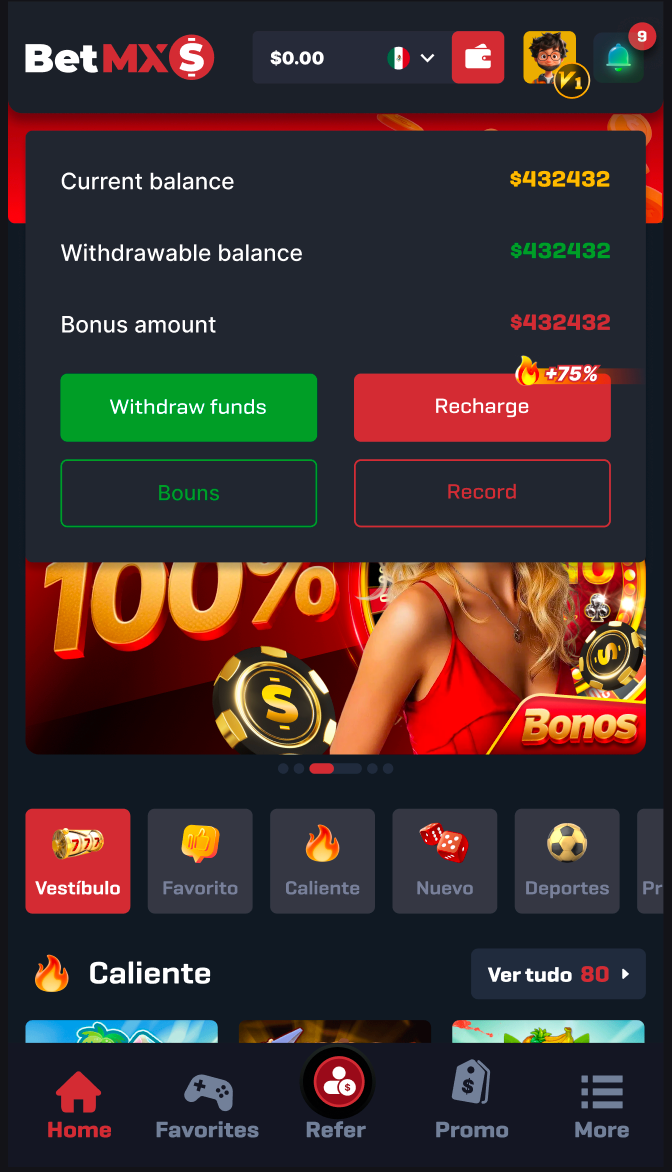 BetMX$
$0.00
9
V1
Current balance $432432
Withdrawable balance $432432
Bonus amount $432432
+75%
Withdraw funds Recharge
Bouns Record
100%
$ $
Bonos
777
Vestíbulo Favorito Caliente Nuevo Deportes Pr
Caliente Ver tudo 80
$ $
Home Favorites Refer Promo More